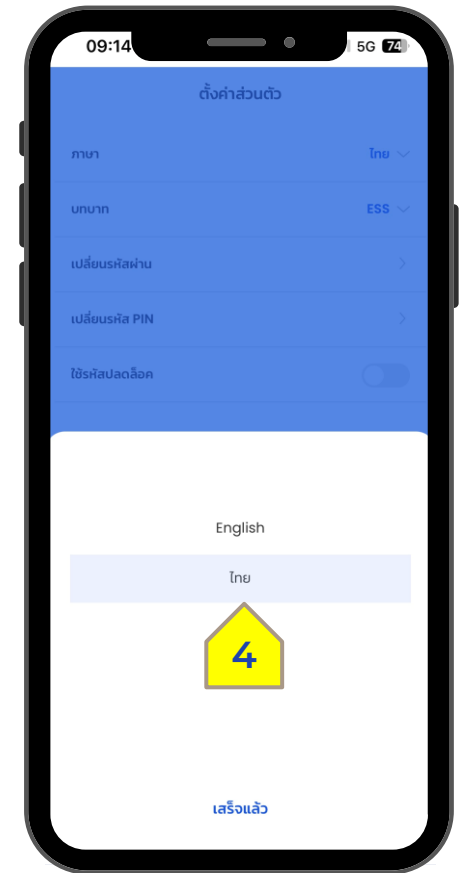 09:14 5G 74
ตั้งค่าส่วนตัว
ภาษา ไทย
บทบาท ESS
เปลี่ยนรหัสผ่าน
เปลี่ยนรหัส PIN
ใช้รหัสปลดล็อค
English
ไทย
4
เสร็จแล้ว